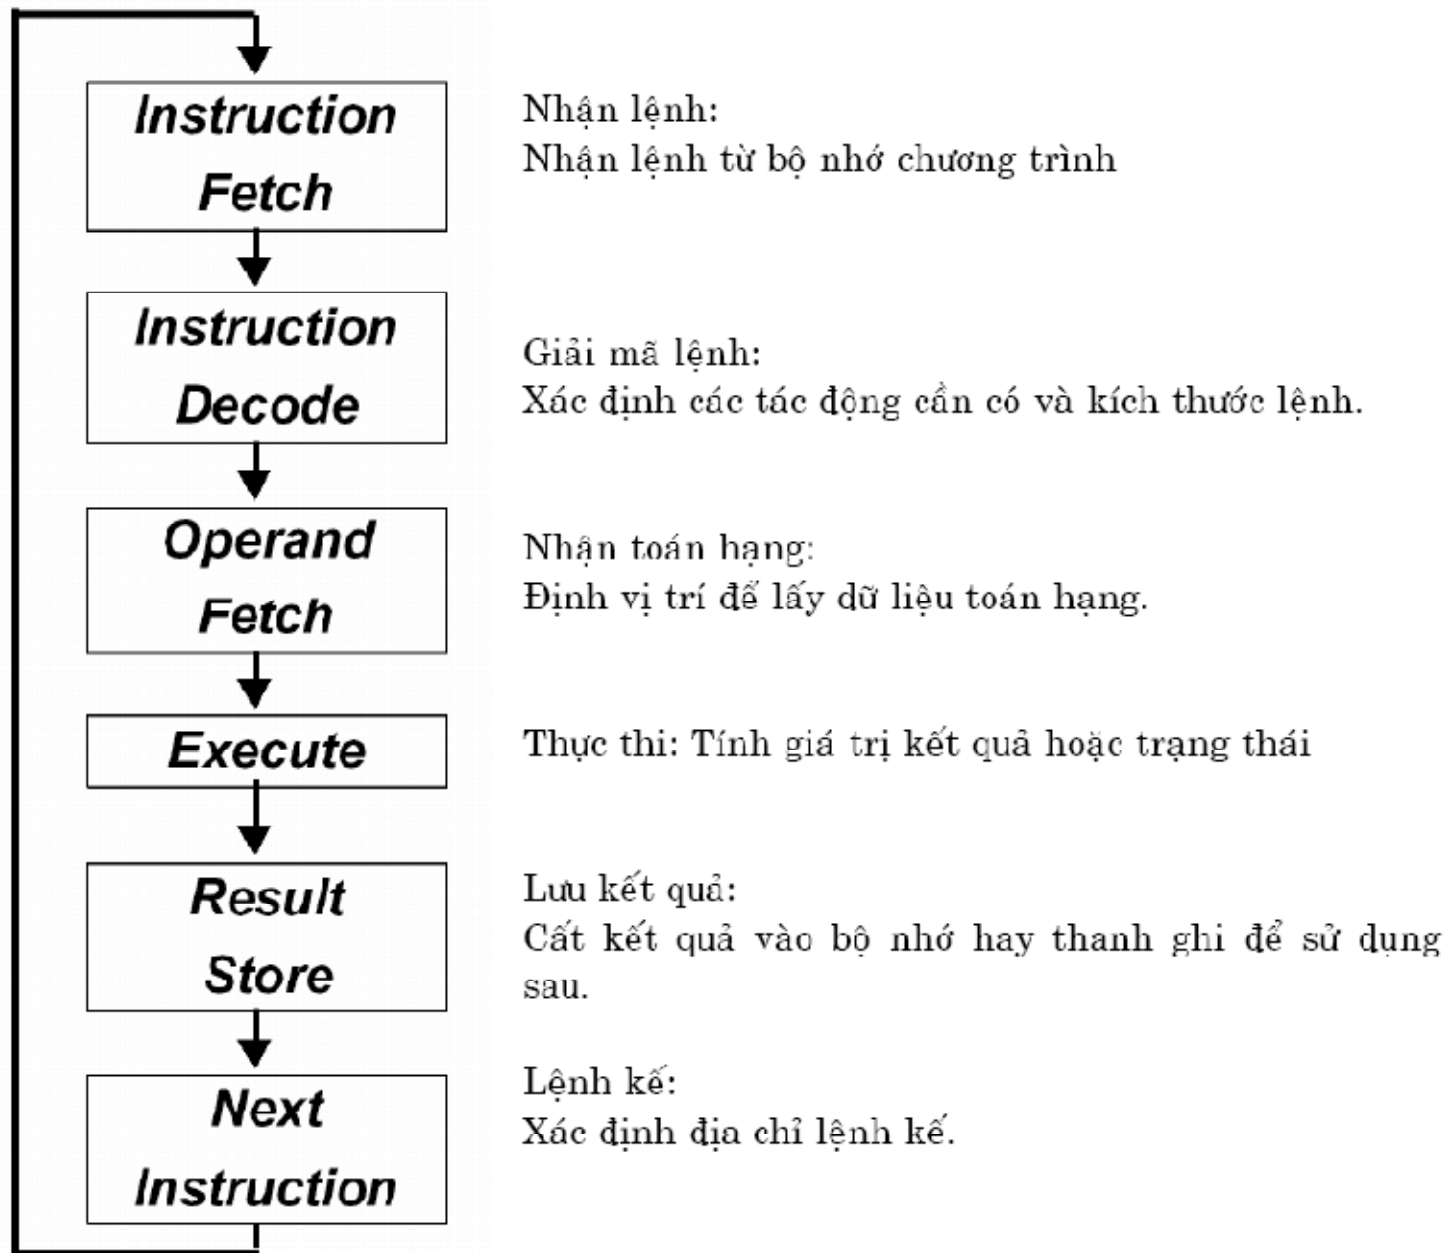 Instruction
Fetch
Nhận lệnh:
Nhận lệnh từ bộ nhớ chương trình
Instruction
Decode
Giải mã lệnh:
Xác định các tác động cần có và kích thước lệnh.
Operand
Fetch
Nhận toán hạng:
Định vị trí để lấy dữ liệu toán hạng.
Execute
Thực thi: Tính giá trị kết quả hoặc trạng thái
Result
Store
Lưu kết quả:
Cất kết quả vào bộ nhớ hay thanh ghi để sử dụng
sau.
Next
Instruction
Lệnh kế:
Xác định địa chỉ lệnh kế.